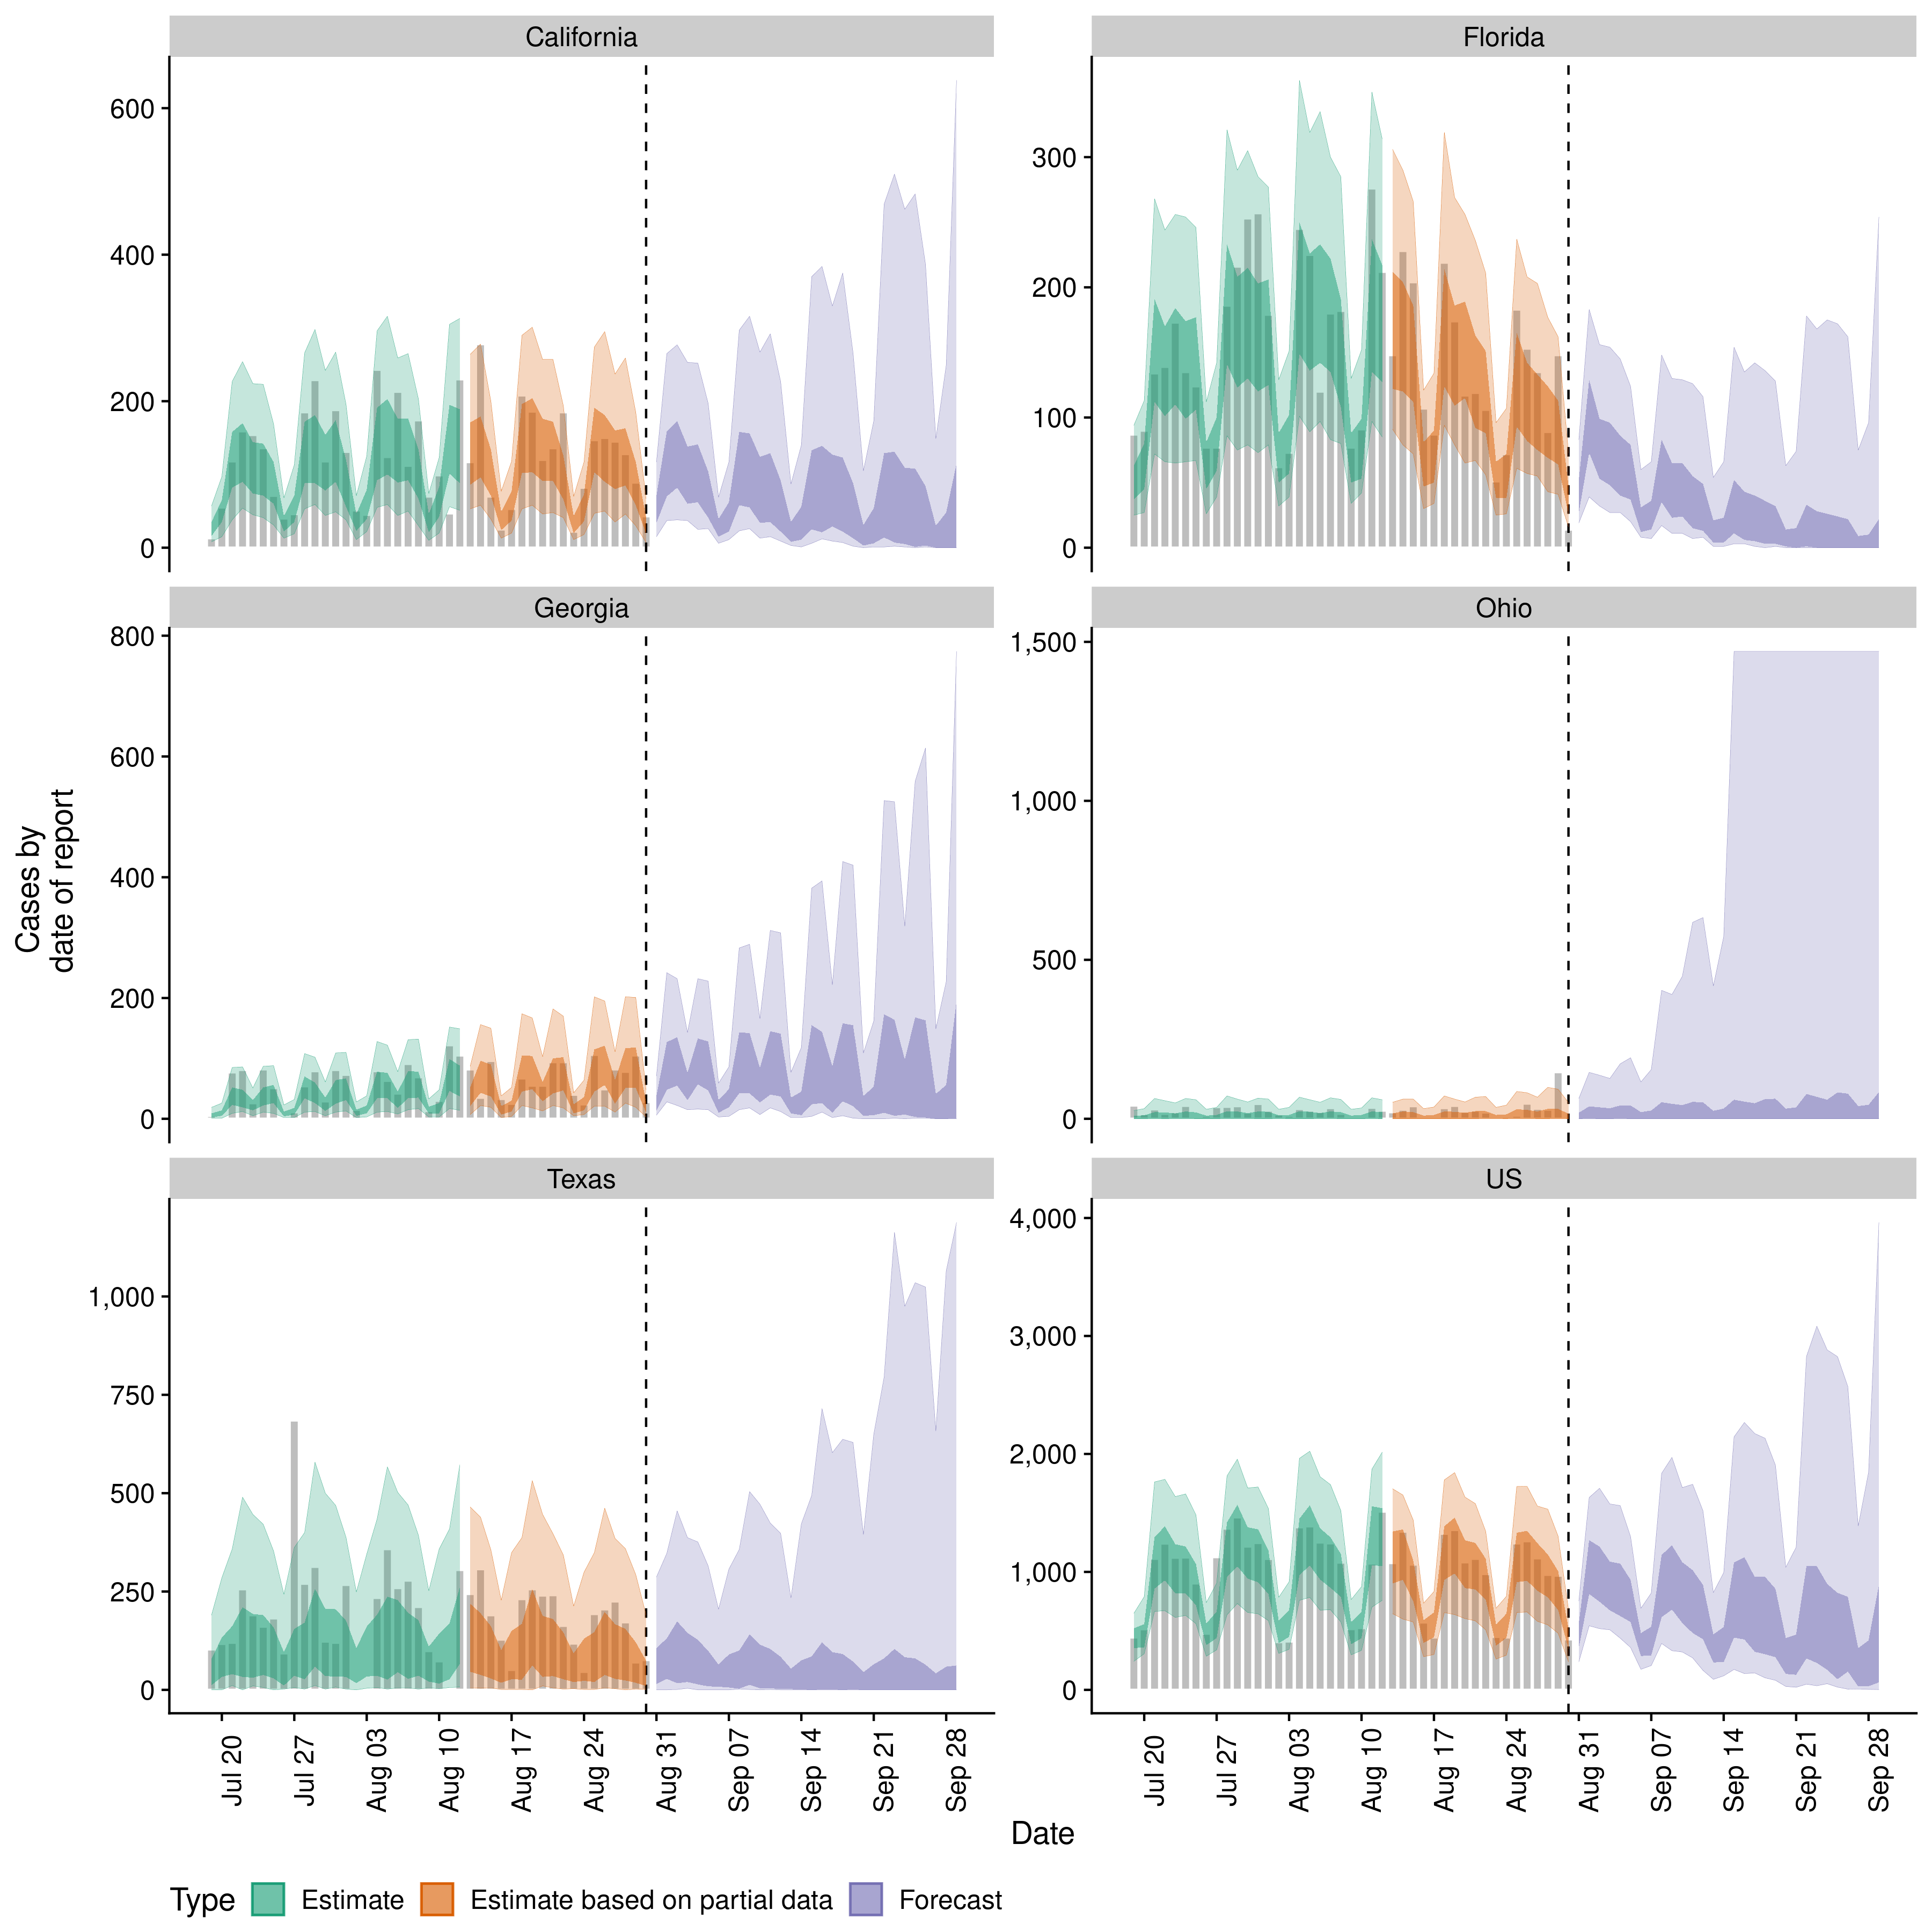 California
Florida
600
400
200
0
300
200
100
0
Georgia
Ohio
800
600
400
200
0
1,500
1,000
500
0
Cases by
date of report
Texas
US
1,000
750
500
250
0
4,000
3,000
2,000
1,000
0
Jul 20 Jul 27 Aug 03 Aug 10 Aug 17 Aug 24 Aug 31 Sep 07 Sep 14 Sep 21 Sep 28
Jul 20 Jul 27 Aug 03 Aug 10 Aug 17 Aug 24 Aug 31 Sep 07 Sep 14 Sep 21 Sep 28
Date
Type Estimate Estimate based on partial data Forecast